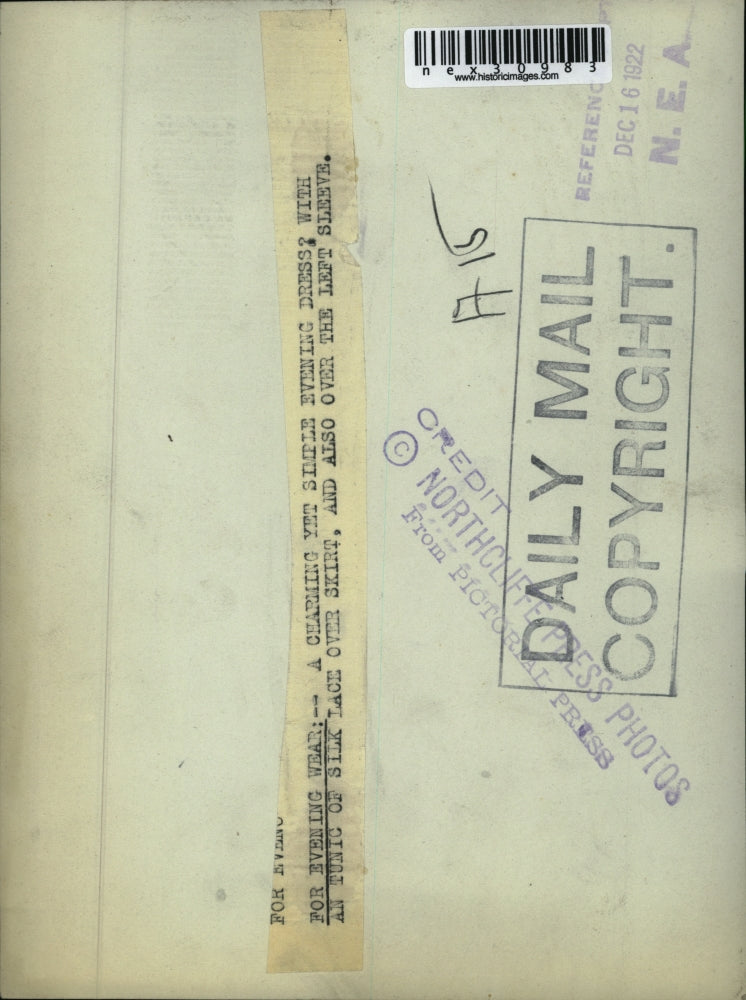 nex30983
www.historicimages.com
REFERENCE
DEC 16 1922
N. E. A.
H 15
DAILY MAIL
COPYRIGHT.
CREDIT
© NORTHCLIFFE PRESS PHOTOS
From PICTORIAL PRESS
FOR EVENG
FOR EVENING WEAR:-- A CHARMING YET SIMPLE EVENING DRESS? WITH
AN TUNIC OF SILK LACE OVER SKIRT, AND ALSO OVER THE LEFT SLEEVE.